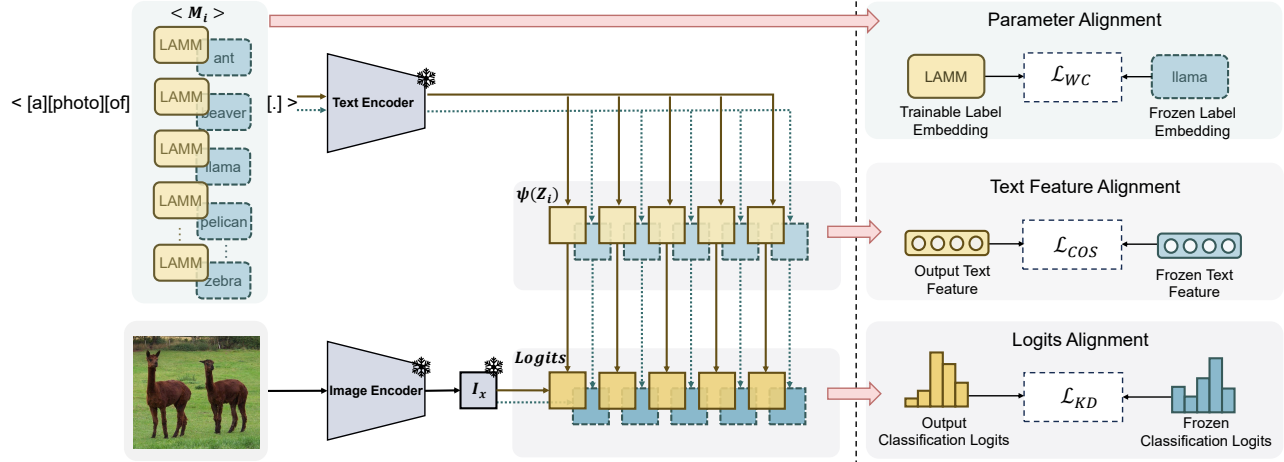 < M_i >
LAMM
ant
LAMM
beaver
LAMM
llama
LAMM
pelican
LAMM
zebra
< [a][photo][of]
[.] >
Text Encoder
ψ(Z_i)
Image Encoder
I_x
Logits
Parameter Alignment
LAMM
ℒ_WC
llama
Trainable Label
Embedding
Frozen Label
Embedding
Text Feature Alignment
ℒ_COS
Output Text
Feature
Frozen Text
Feature
Logits Alignment
ℒ_KD
Output
Classification Logits
Frozen
Classification Logits